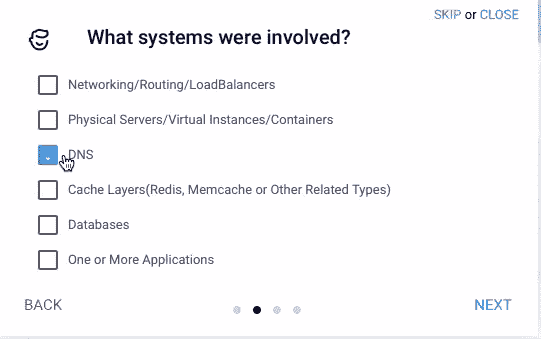 SKIP or CLOSE
What systems were involved?
Networking/Routing/LoadBalancers
Physical Servers/Virtual Instances/Containers
DNS
Cache Layers(Redis, Memcache or Other Related Types)
Databases
One or More Applications
BACK
NEXT